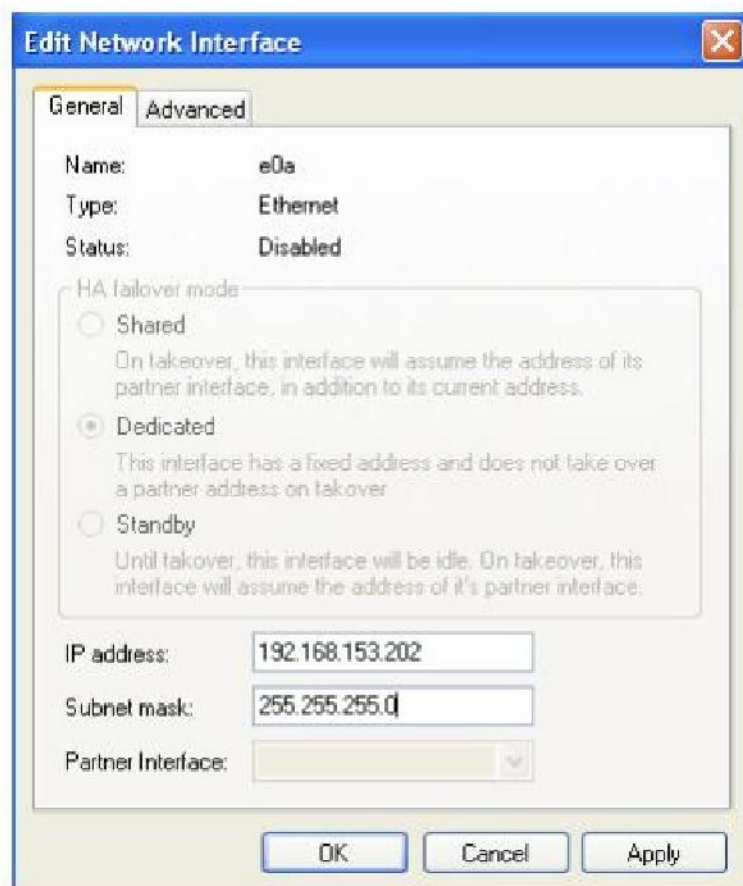 Edit Network Interface
General Advanced
Name: e0a
Type: Ethernet
Status: Disabled
HA failover mode
Shared
On takeover, this interface will assume the address of its
partner interface, in addition to its current address.
Dedicated
This interface has a fixed address and does not take over
a partner address on takover
Standby
Until takover, this interface will be idle. On takeover, this
interface will assume the address of it's partner interface.
IP address: 192.168.153.202
Subnet mask: 255.255.255.0
Partner Interface:
OK Cancel Apply